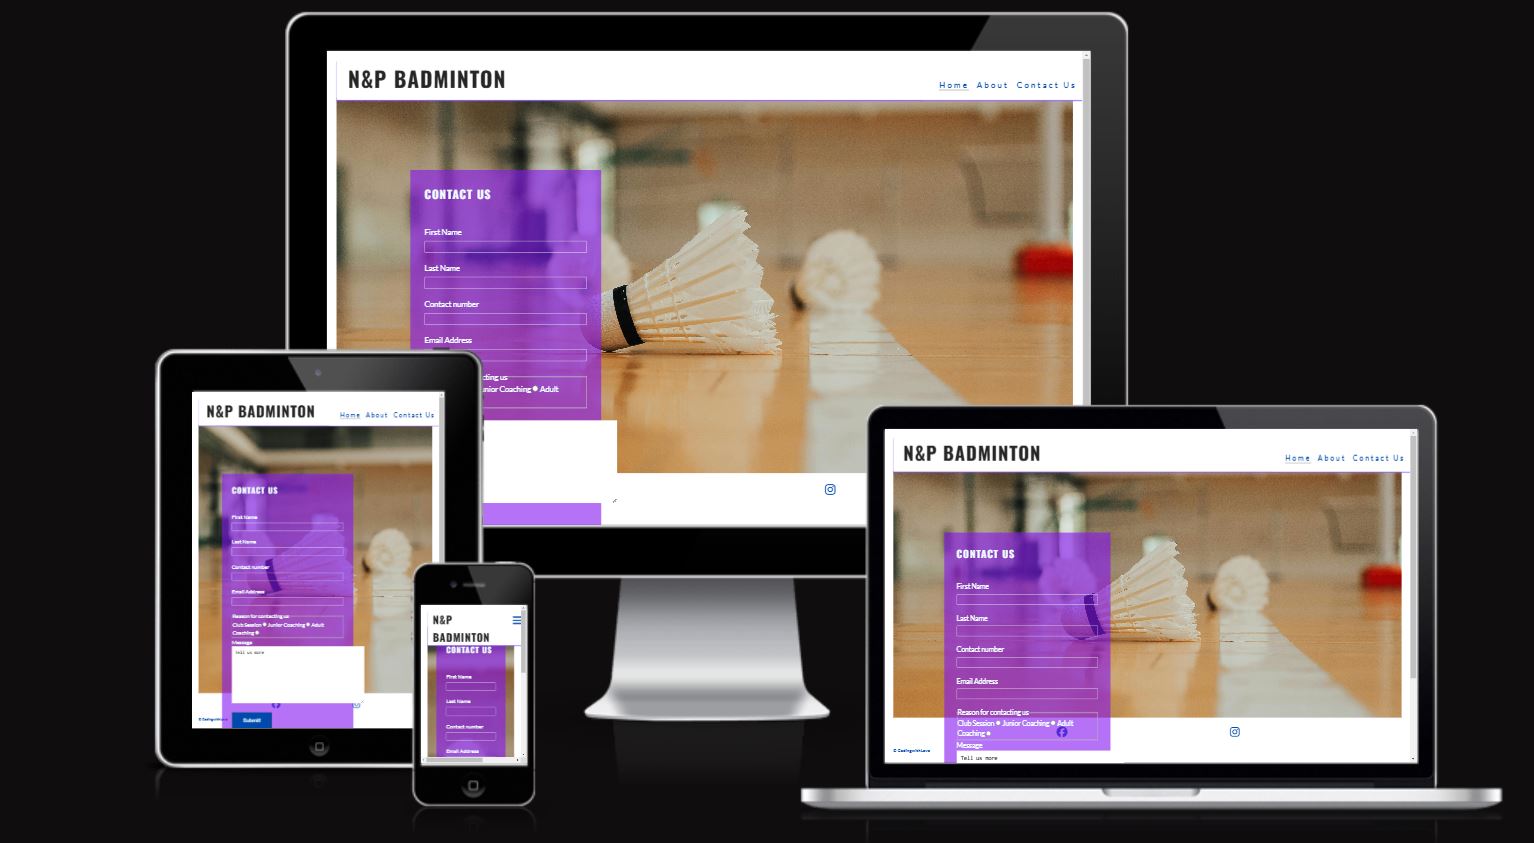 N&P BADMINTON
Home About Contact Us
CONTACT US
First Name
Last Name
Contact number
Email Address
cting us
unior Coaching Adult
N&P BADMINTON
Home About Contact Us
CONTACT US
First Name
Last Name
Contact number
Email Address
Reason for contacting us
Club Session Junior Coaching Adult
Coaching
Message
Tell us more
Submit
© CodingwithLove
N&P
BADMINTON
CONTACT US
First Name
Last Name
Contact number
Email Address
N&P BADMINTON
Home About Contact Us
CONTACT US
First Name
Last Name
Contact number
Email Address
Reason for contacting us
Club Session Junior Coaching Adult
Coaching
Message
Tell us more
© CodingwithLove